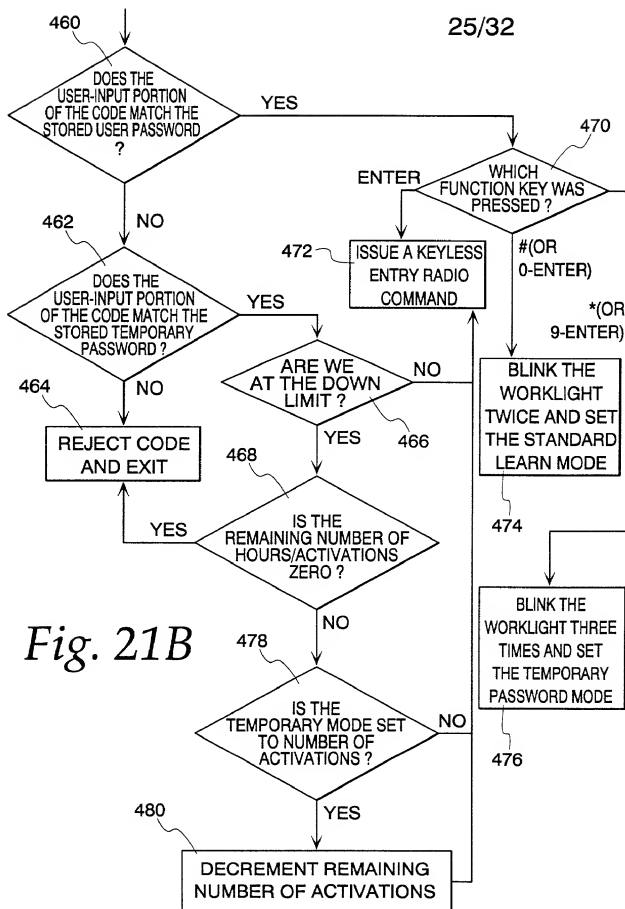 25/32
460
DOES THE
USER-INPUT PORTION
OF THE CODE MATCH THE
STORED USER PASSWORD
?
YES
NO
470
WHICH
FUNCTION KEY WAS
PRESSED ?
ENTER
472
ISSUE A KEYLESS
ENTRY RADIO
COMMAND
#(OR
0-ENTER)
*(OR
9-ENTER)
462
DOES THE
USER-INPUT PORTION
OF THE CODE MATCH THE
STORED TEMPORARY
PASSWORD ?
YES
NO
464
REJECT CODE
AND EXIT
ARE WE
AT THE DOWN
LIMIT ?
466
NO
YES
BLINK THE
WORKLIGHT
TWICE AND SET
THE STANDARD
LEARN MODE
474
468
IS THE
REMAINING NUMBER OF
HOURS/ACTIVATIONS
ZERO ?
YES
NO
BLINK THE
WORKLIGHT THREE
TIMES AND SET
THE TEMPORARY
PASSWORD MODE
476
Fig. 21B
478
IS THE
TEMPORARY MODE SET
TO NUMBER OF
ACTIVATIONS ?
NO
YES
480
DECREMENT REMAINING
NUMBER OF ACTIVATIONS